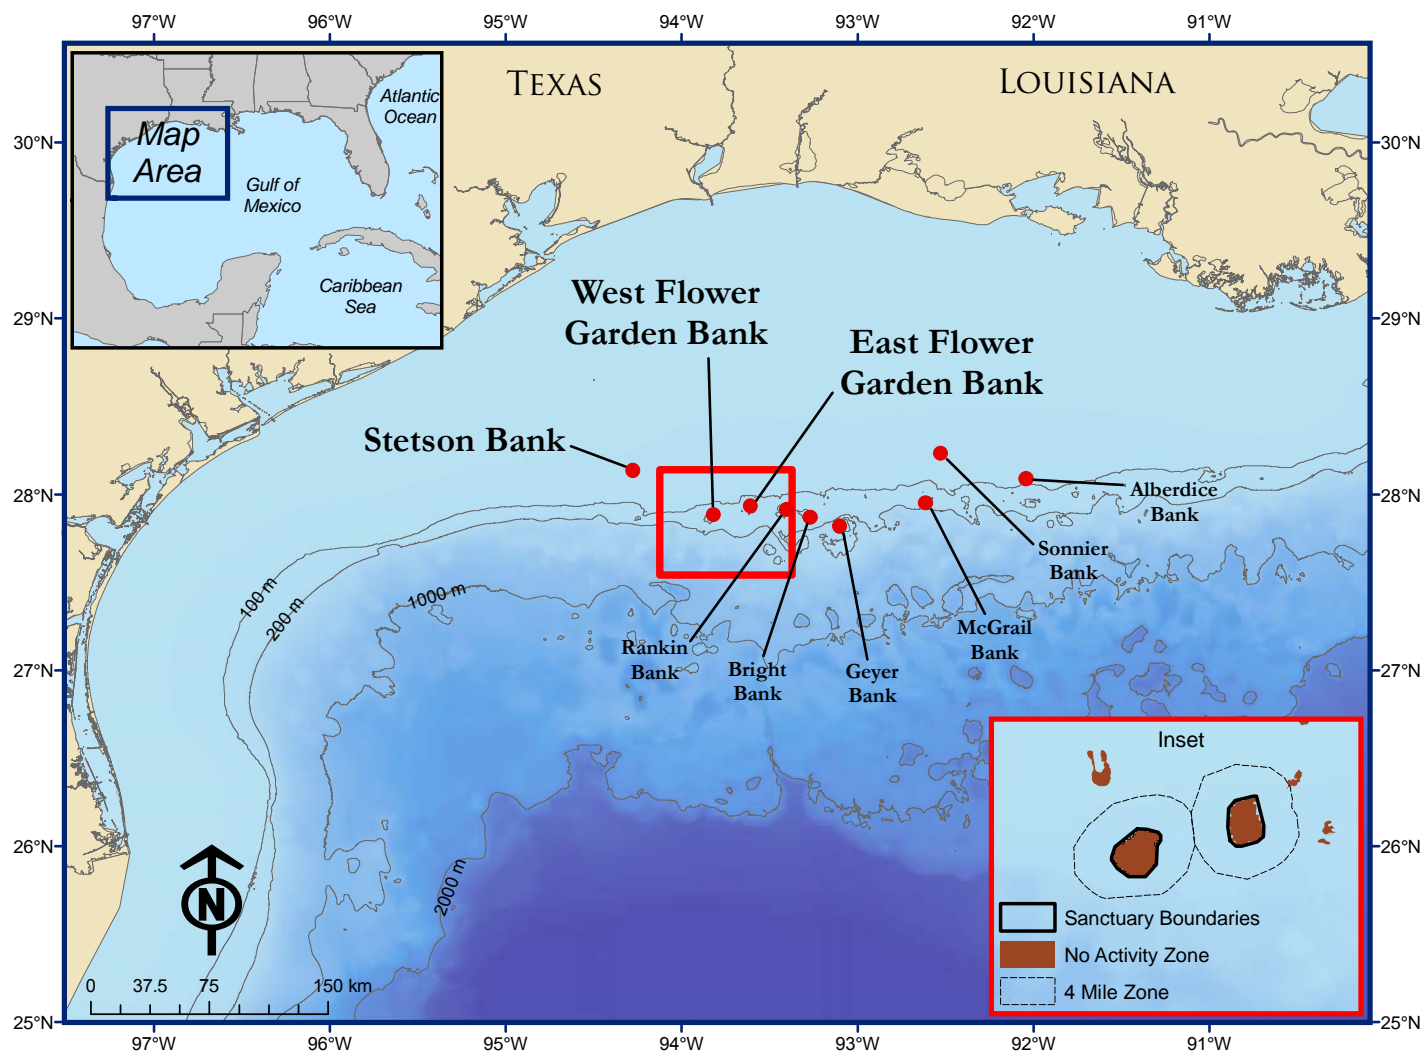 97°W
96°W
95°W
94°W
93°W
92°W
91°W
TEXAS
LOUISIANA
Atlantic
Ocean
Map
Area
Gulf of
Mexico
Caribbean
Sea
30°N
30°N
29°N
29°N
28°N
28°N
27°N
27°N
26°N
26°N
25°N
25°N
West Flower
Garden Bank
East Flower
Garden Bank
Stetson Bank
Alberdice
Bank
Sonnier
Bank
McGrail
Bank
Rankin
Bank
Bright
Bank
Geyer
Bank
100 m
200 m
1000 m
2000 m
N
0 37.5 75 150 km
Inset
Sanctuary Boundaries
No Activity Zone
4 Mile Zone
97°W
96°W
95°W
94°W
93°W
92°W
91°W